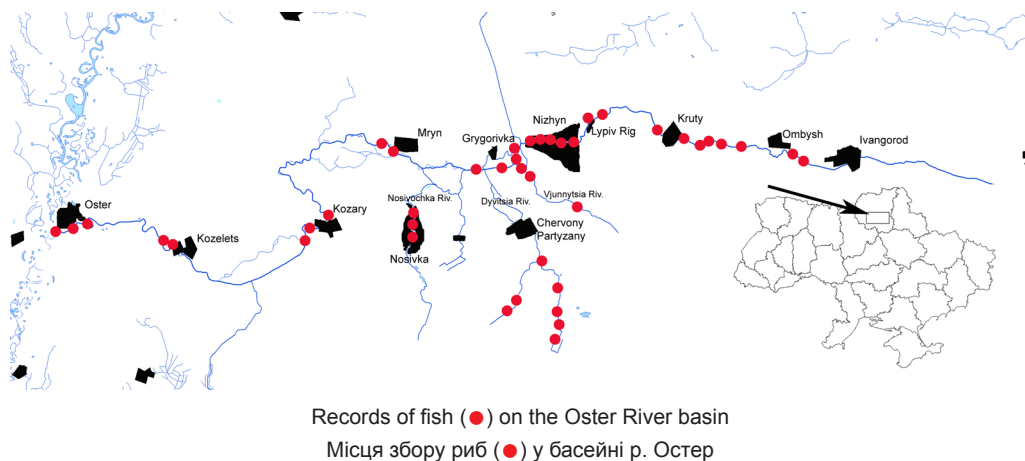 Nizhyn
Kruty
Lypiv Rig
Mryn
Grygorivka
Ombysh
Ivangorod
Nosivochka Riv.
Vjunnytsia Riv.
Dyvitsia Riv.
Oster
Kozary
Chervony
Partyzany
Kozelets
Nosivka
Records of fish (●) on the Oster River basin
Місця збору риб (●) у басейні р. Остер